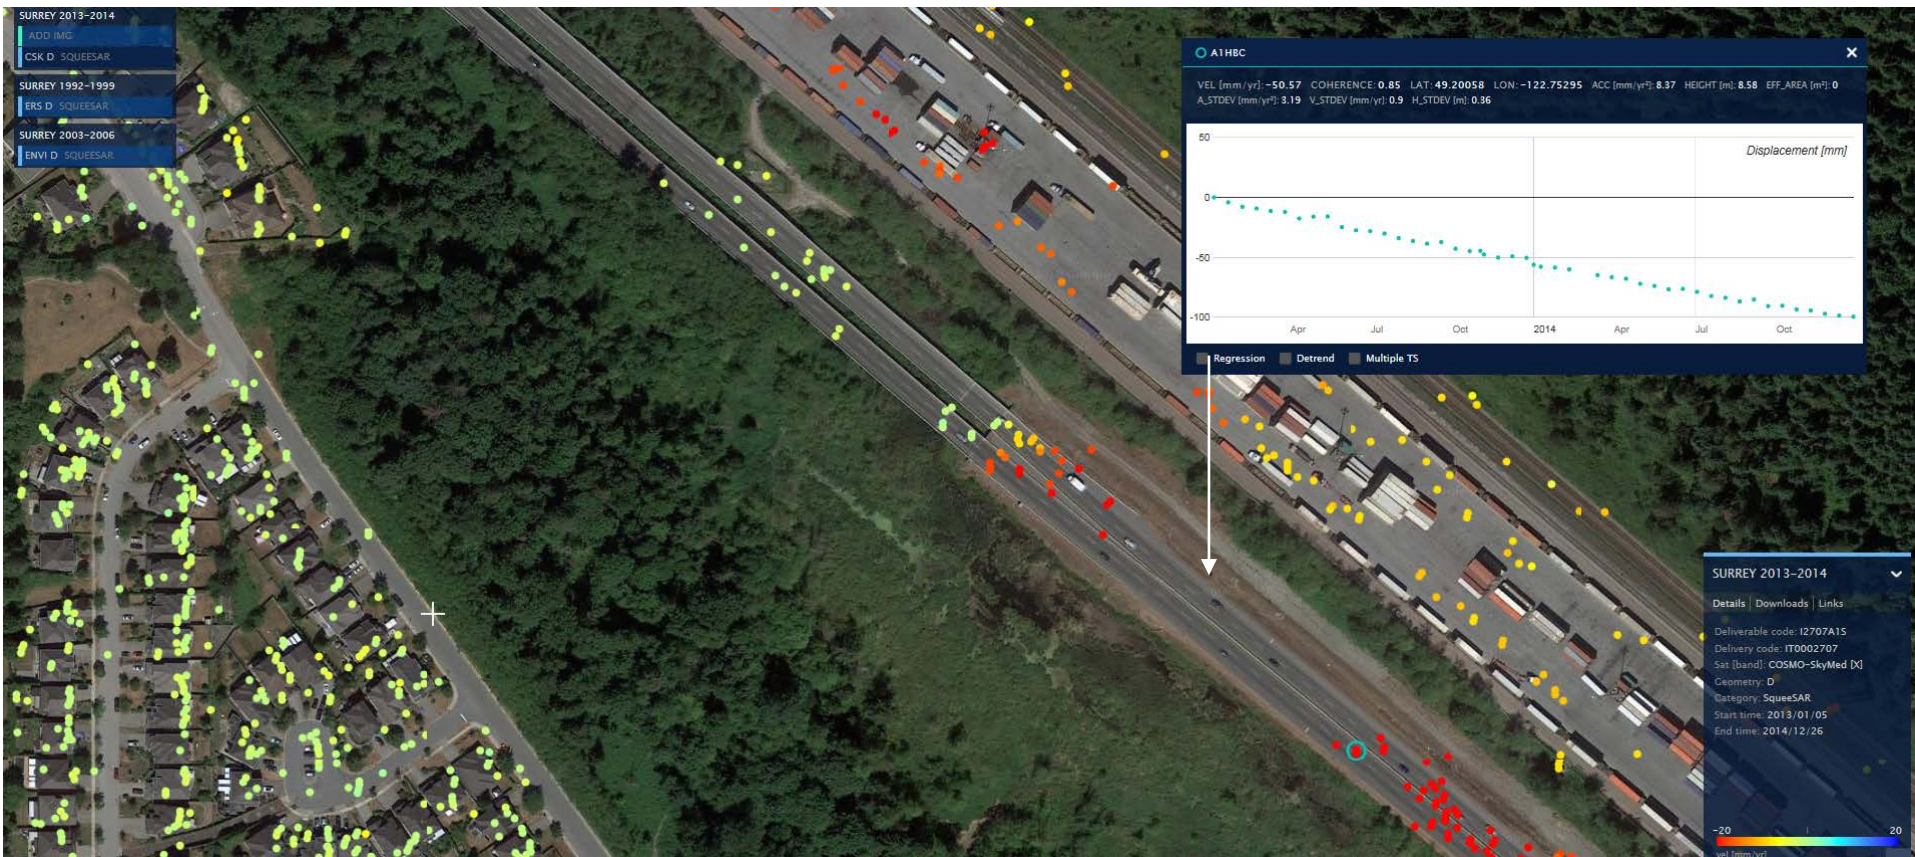 SURREY 2013-2014
ADD IMG
CSK D SQUEESAR
SURREY 1992-1999
ERS D SQUEESAR
SURREY 2003-2006
ENVI D SQUEESAR
A1HBC
VEL [mm/yr]: -50.57 COHERENCE: 0.85 LAT: 49.20058 LON: -122.75295 ACC [mm/yr²]: 8.37 HEIGHT [m]: 8.58 EFF_AREA [m²]: 0
A_STDEV [mm/yr²]: 3.19 V_STDEV [mm/yr]: 0.9 H_STDEV [m]: 0.36
Displacement [mm]
50
0
-50
-100
Apr Jul Oct 2014 Apr Jul Oct
Regression Detrend Multiple TS
SURREY 2013-2014
Details | Downloads | Links
Deliverable code: I2707A1S
Delivery code: IT0002707
Sat [band]: COSMO-SkyMed [X]
Geometry: D
Category: SqueeSAR
Start time: 2013/01/05
End time: 2014/12/26
-20 20
vel [mm/yr]